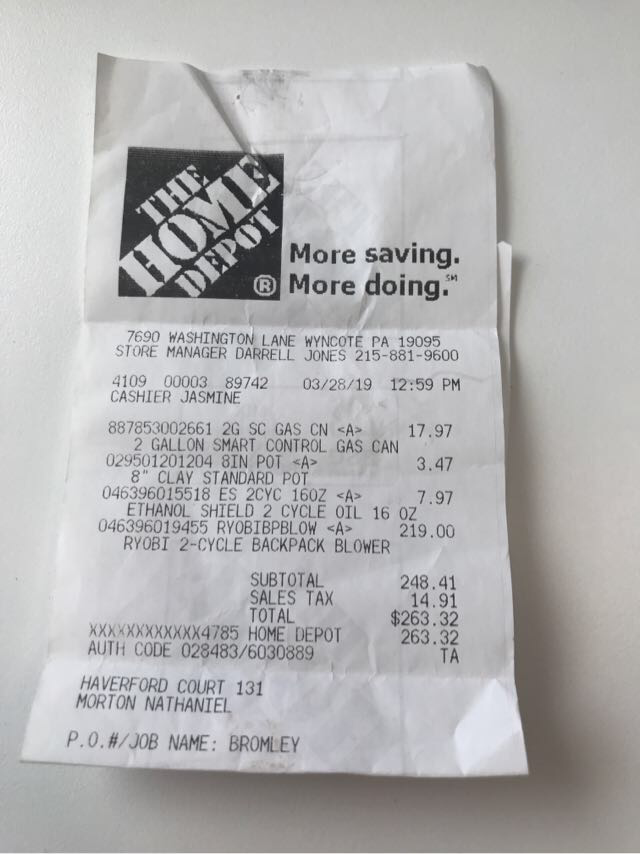 THE
HOME
DEPOT
®
More saving.
More doing.℠
7690 WASHINGTON LANE WYNCOTE PA 19095
STORE MANAGER DARRELL JONES 215-881-9600
4109 00003 89742 03/28/19 12:59 PM
CASHIER JASMINE
887853002661 2G SC GAS CN <A> 17.97
2 GALLON SMART CONTROL GAS CAN
029501201204 8IN POT <A> 3.47
8" CLAY STANDARD POT
046396015518 ES 2CYC 16OZ <A> 7.97
ETHANOL SHIELD 2 CYCLE OIL 16 OZ
046396019455 RYOBIBPBLOW <A> 219.00
RYOBI 2-CYCLE BACKPACK BLOWER
SUBTOTAL 248.41
SALES TAX 14.91
TOTAL $263.32
XXXXXXXXXXXX4785 HOME DEPOT 263.32
AUTH CODE 028483/6030889 TA
HAVERFORD COURT 131
MORTON NATHANIEL
P.O.#/JOB NAME: BROMLEY